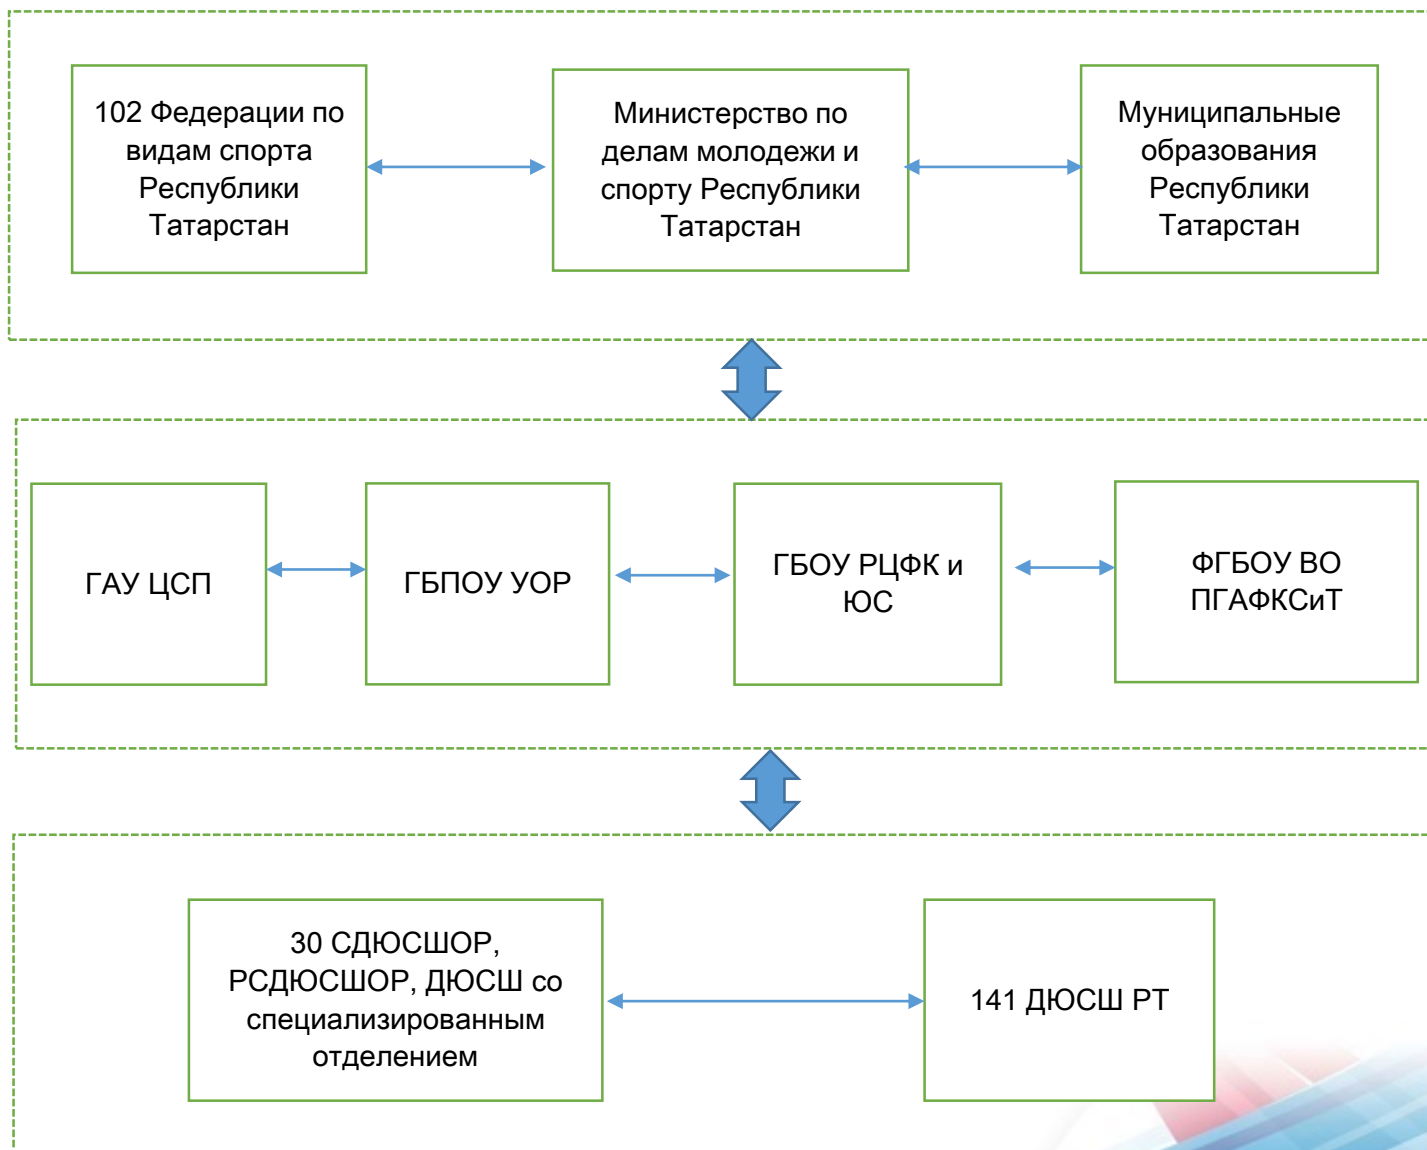 102 Федерации по
видам спорта
Республики
Татарстан
Министерство по
делам молодежи и
спорту Республики
Татарстан
Муниципальные
образования
Республики
Татарстан
ГАУ ЦСП
ГБПОУ УОР
ГБОУ РЦФК и
ЮС
ФГБОУ ВО
ПГАФКСиТ
30 СДЮСШОР,
РСДЮСШОР, ДЮСШ со
специализированным
отделением
141 ДЮСШ РТ